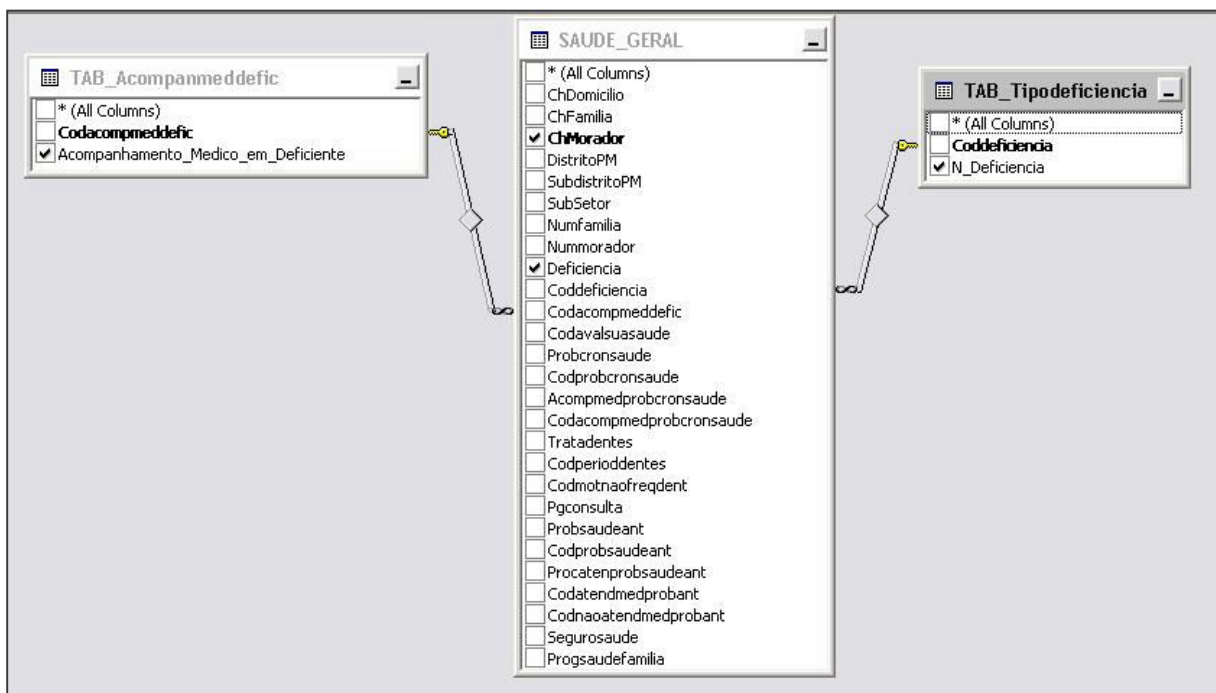 TAB_Acompanmeddefic
* (All Columns)
Codacompmeddefic
Acompanhamento_Medico_em_Deficiente
SAUDE_GERAL
* (All Columns)
ChDomicilio
ChFamilia
ChMorador
DistritoPM
SubdistritoPM
SubSetor
Numfamilia
Nummorador
Deficiencia
Coddeficiencia
Codacompmeddefic
Codavalsuasaude
Probcronsaude
Codprobcronsaude
Acompmedprobcronsaude
Codacompmedprobcronsaude
Tratadentes
Codperioddentes
Codmotnaofreqdent
Pgconsulta
Probsaudeant
Codprobsaudeant
Procatenprobsaudeant
Codatendmedprobant
Codnaoatendmedprobant
Segurosaude
Progsaudefamilia
TAB_Tipodeficiencia
* (All Columns)
Coddeficiencia
N_Deficiencia